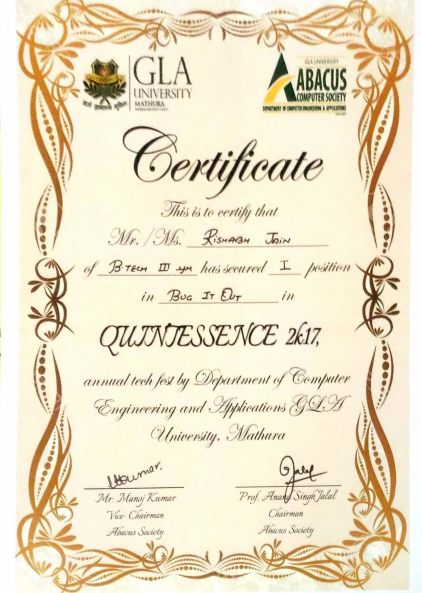 GLA
UNIVERSITY
MATHURA
GLA UNIVERSITY
ABACUS
COMPUTER SOCIETY
DEPARTMENT OF COMPUTER ENGINEERING & APPLICATIONS
Certificate
This is to certify that
Mr. / Ms. RISHABH JAIN
of B.TECH III yr has secured I position
in BUG IT OUT in
QUINTESSENCE 2k17,
annual tech fest by Department of Computer
Engineering and Applications GLA
University, Mathura
Mr. Manoj Kumar
Prof. Anand Singh Jalal
Vice- Chairman
Chairman
Abacus Society
Abacus Society